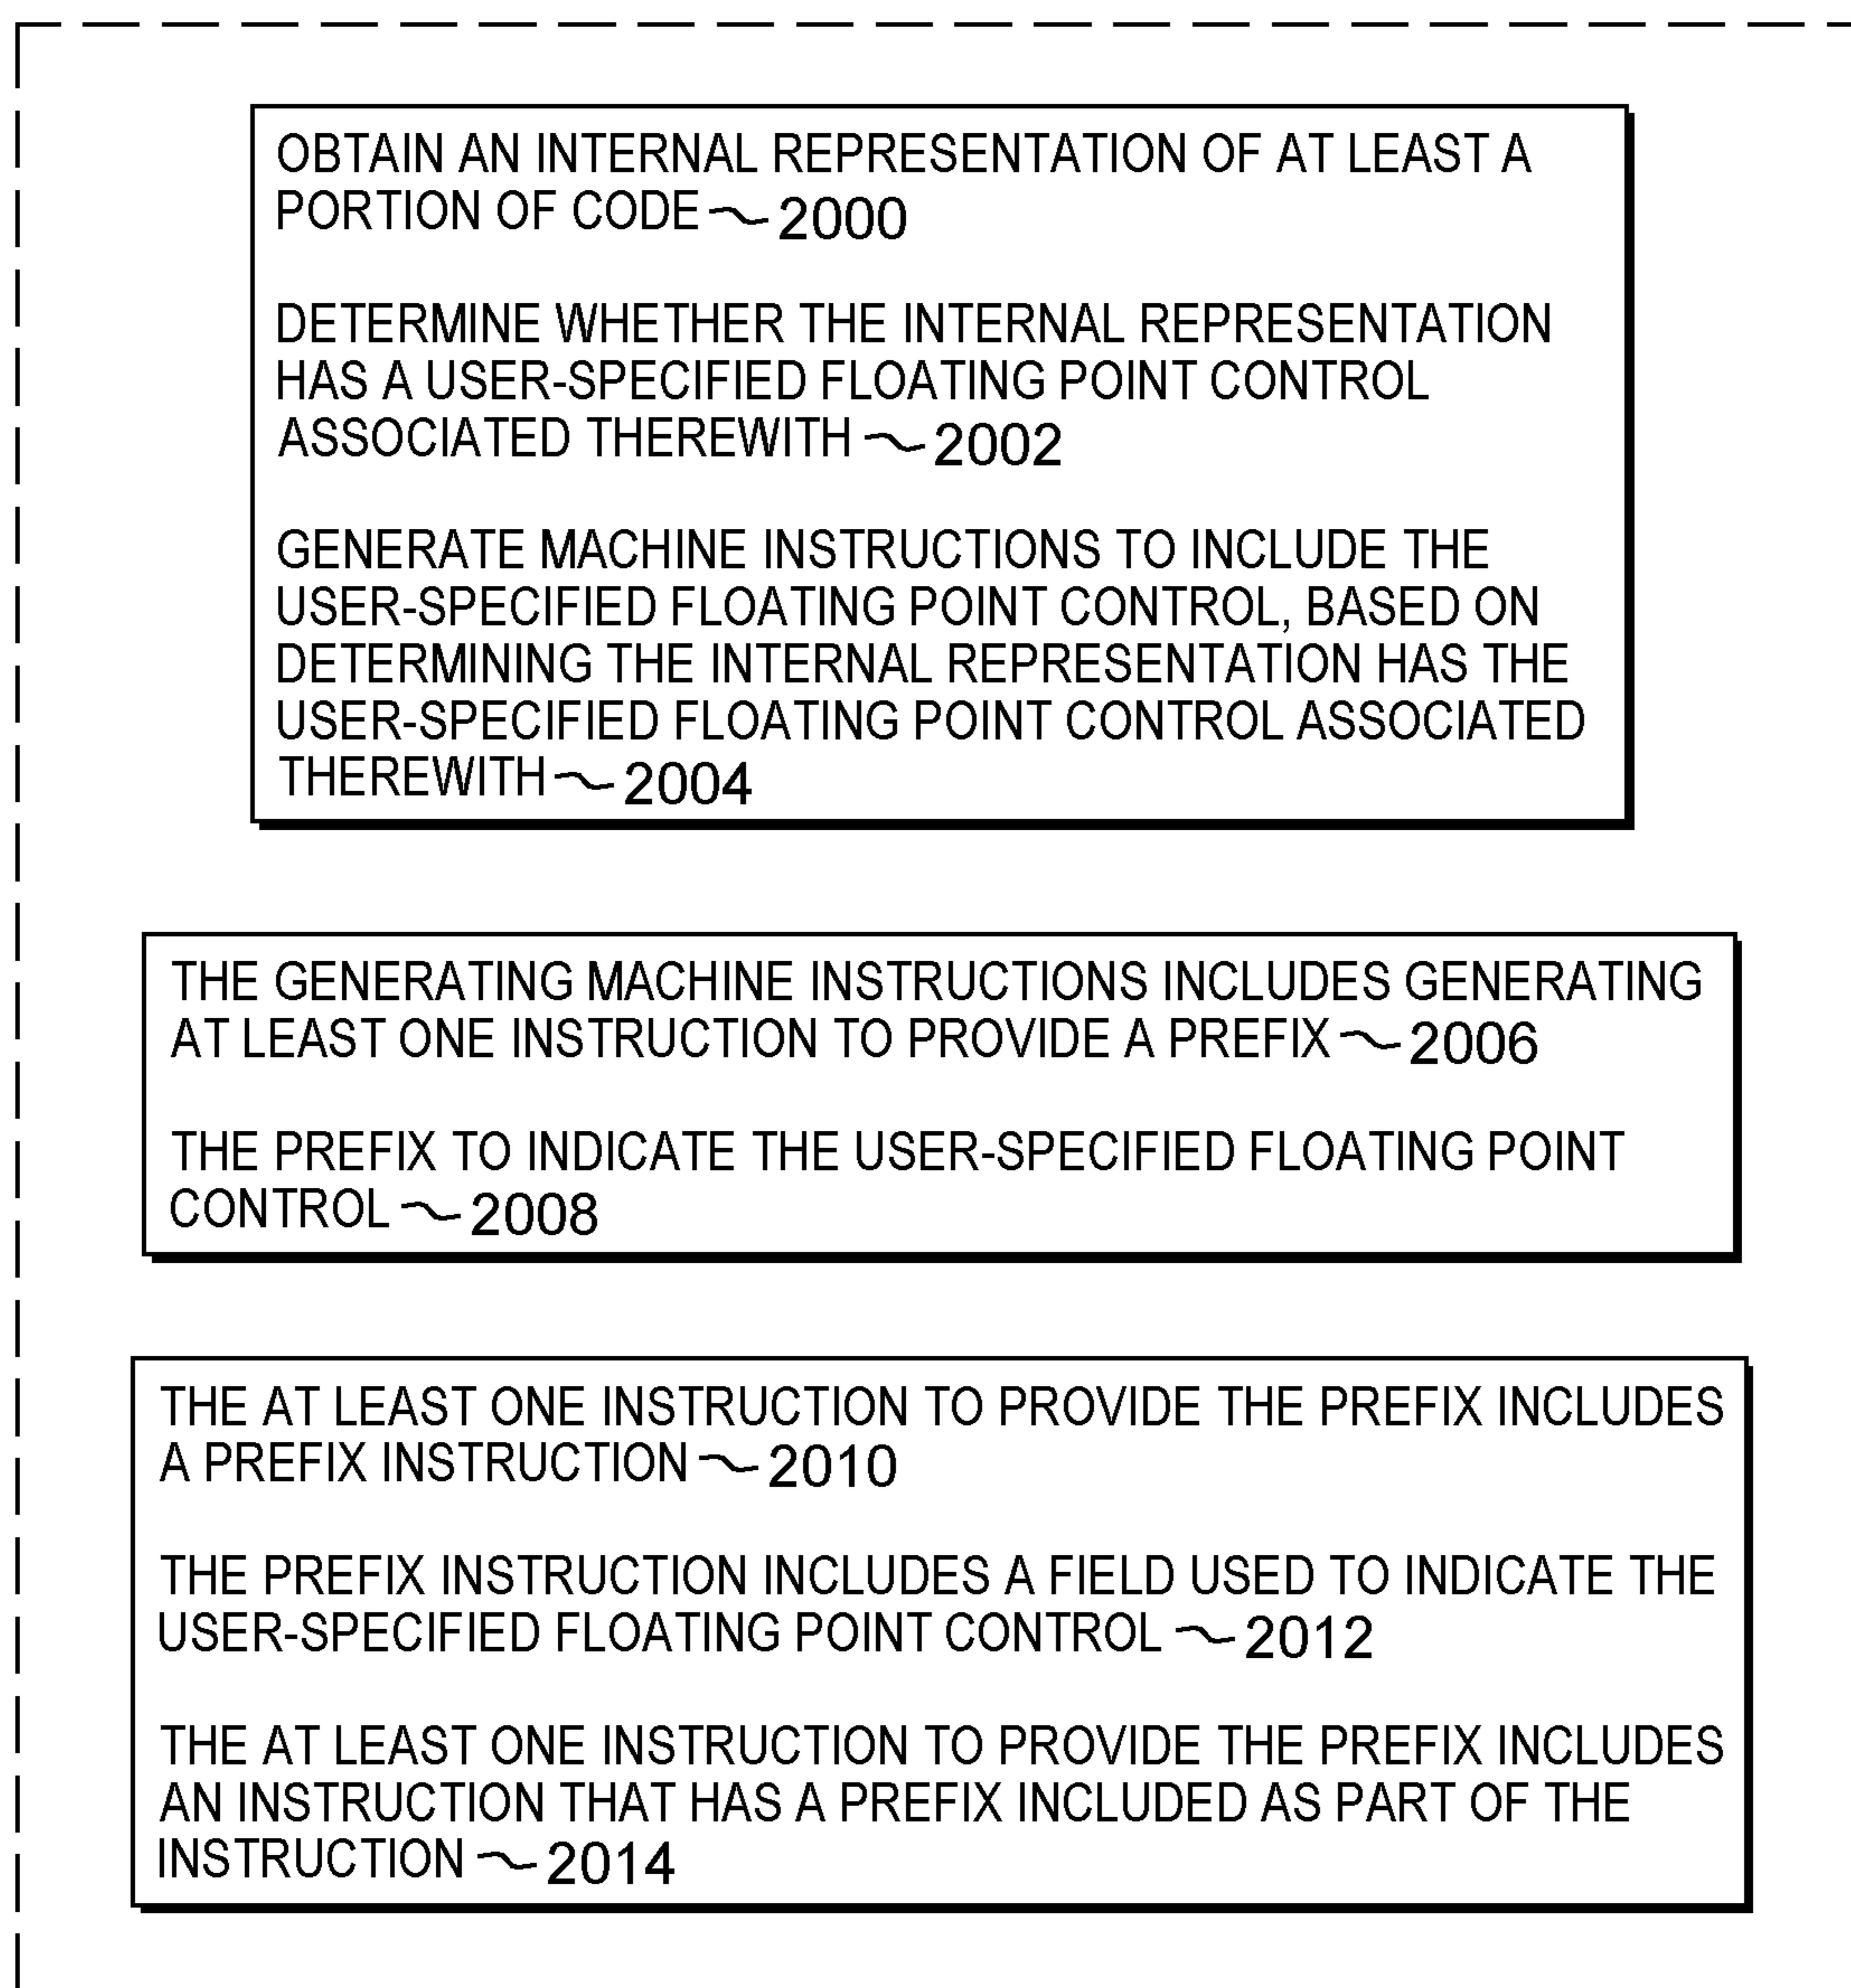 OBTAIN AN INTERNAL REPRESENTATION OF AT LEAST A
PORTION OF CODE 2000
DETERMINE WHETHER THE INTERNAL REPRESENTATION
HAS A USER-SPECIFIED FLOATING POINT CONTROL
ASSOCIATED THEREWITH 2002
GENERATE MACHINE INSTRUCTIONS TO INCLUDE THE
USER-SPECIFIED FLOATING POINT CONTROL, BASED ON
DETERMINING THE INTERNAL REPRESENTATION HAS THE
USER-SPECIFIED FLOATING POINT CONTROL ASSOCIATED
THEREWITH 2004
THE GENERATING MACHINE INSTRUCTIONS INCLUDES GENERATING
AT LEAST ONE INSTRUCTION TO PROVIDE A PREFIX 2006
THE PREFIX TO INDICATE THE USER-SPECIFIED FLOATING POINT
CONTROL 2008
THE AT LEAST ONE INSTRUCTION TO PROVIDE THE PREFIX INCLUDES
A PREFIX INSTRUCTION 2010
THE PREFIX INSTRUCTION INCLUDES A FIELD USED TO INDICATE THE
USER-SPECIFIED FLOATING POINT CONTROL 2012
THE AT LEAST ONE INSTRUCTION TO PROVIDE THE PREFIX INCLUDES
AN INSTRUCTION THAT HAS A PREFIX INCLUDED AS PART OF THE
INSTRUCTION 2014